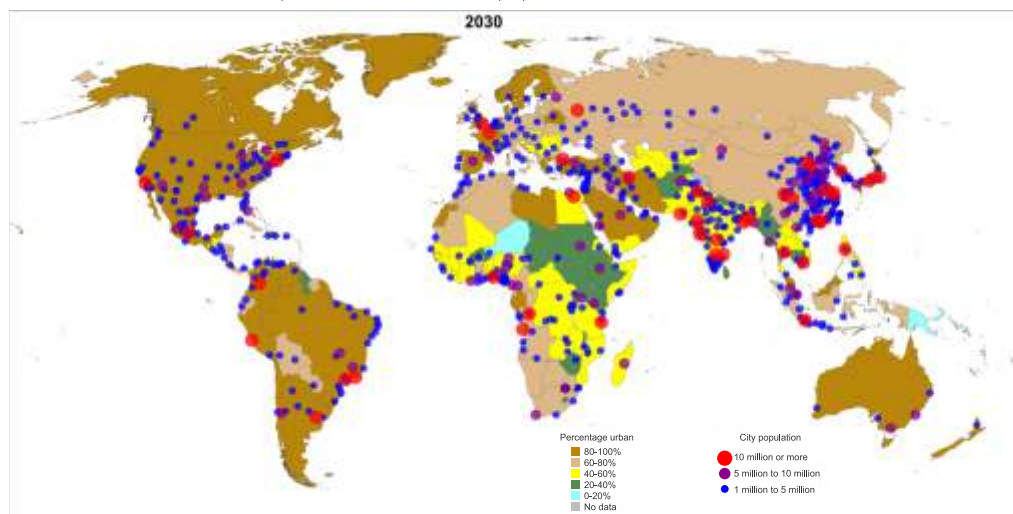 2030
Percentage urban
80-100%
60-80%
40-60%
20-40%
0-20%
No data
City population
10 million or more
5 million to 10 million
1 million to 5 million